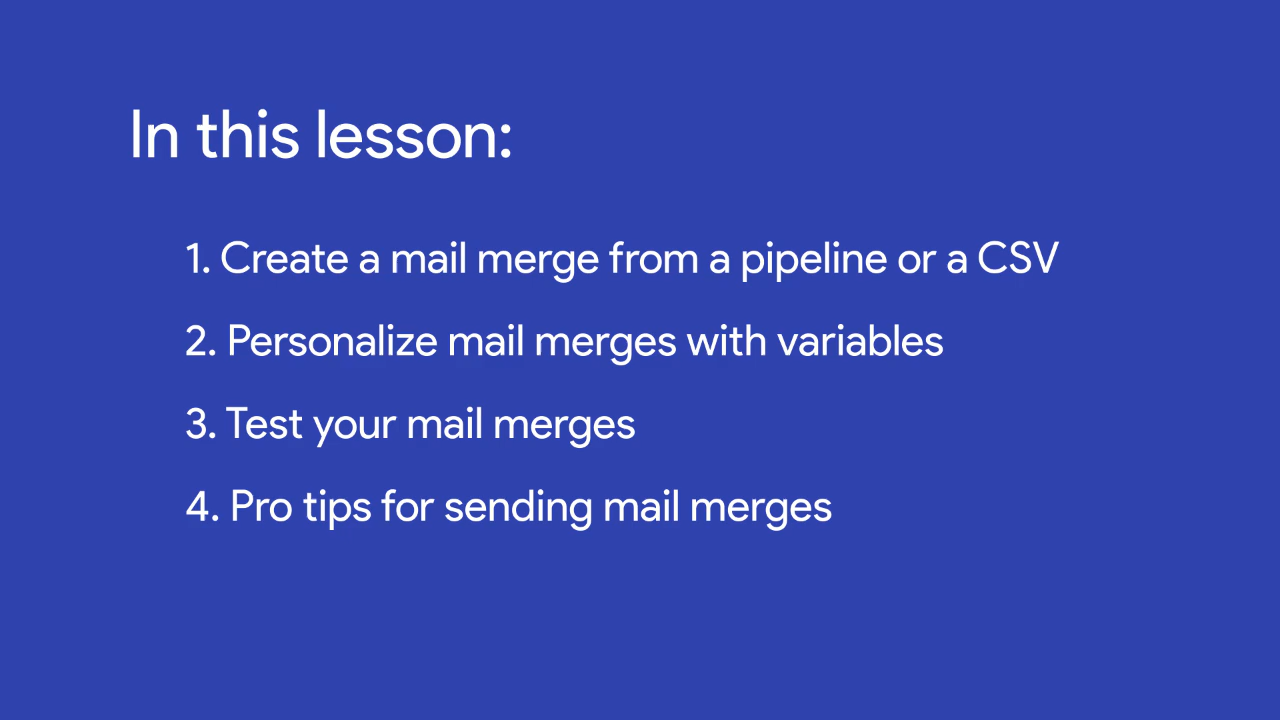 In this lesson:
1. Create a mail merge from a pipeline or a CSV
2. Personalize mail merges with variables
3. Test your mail merges
4. Pro tips for sending mail merges